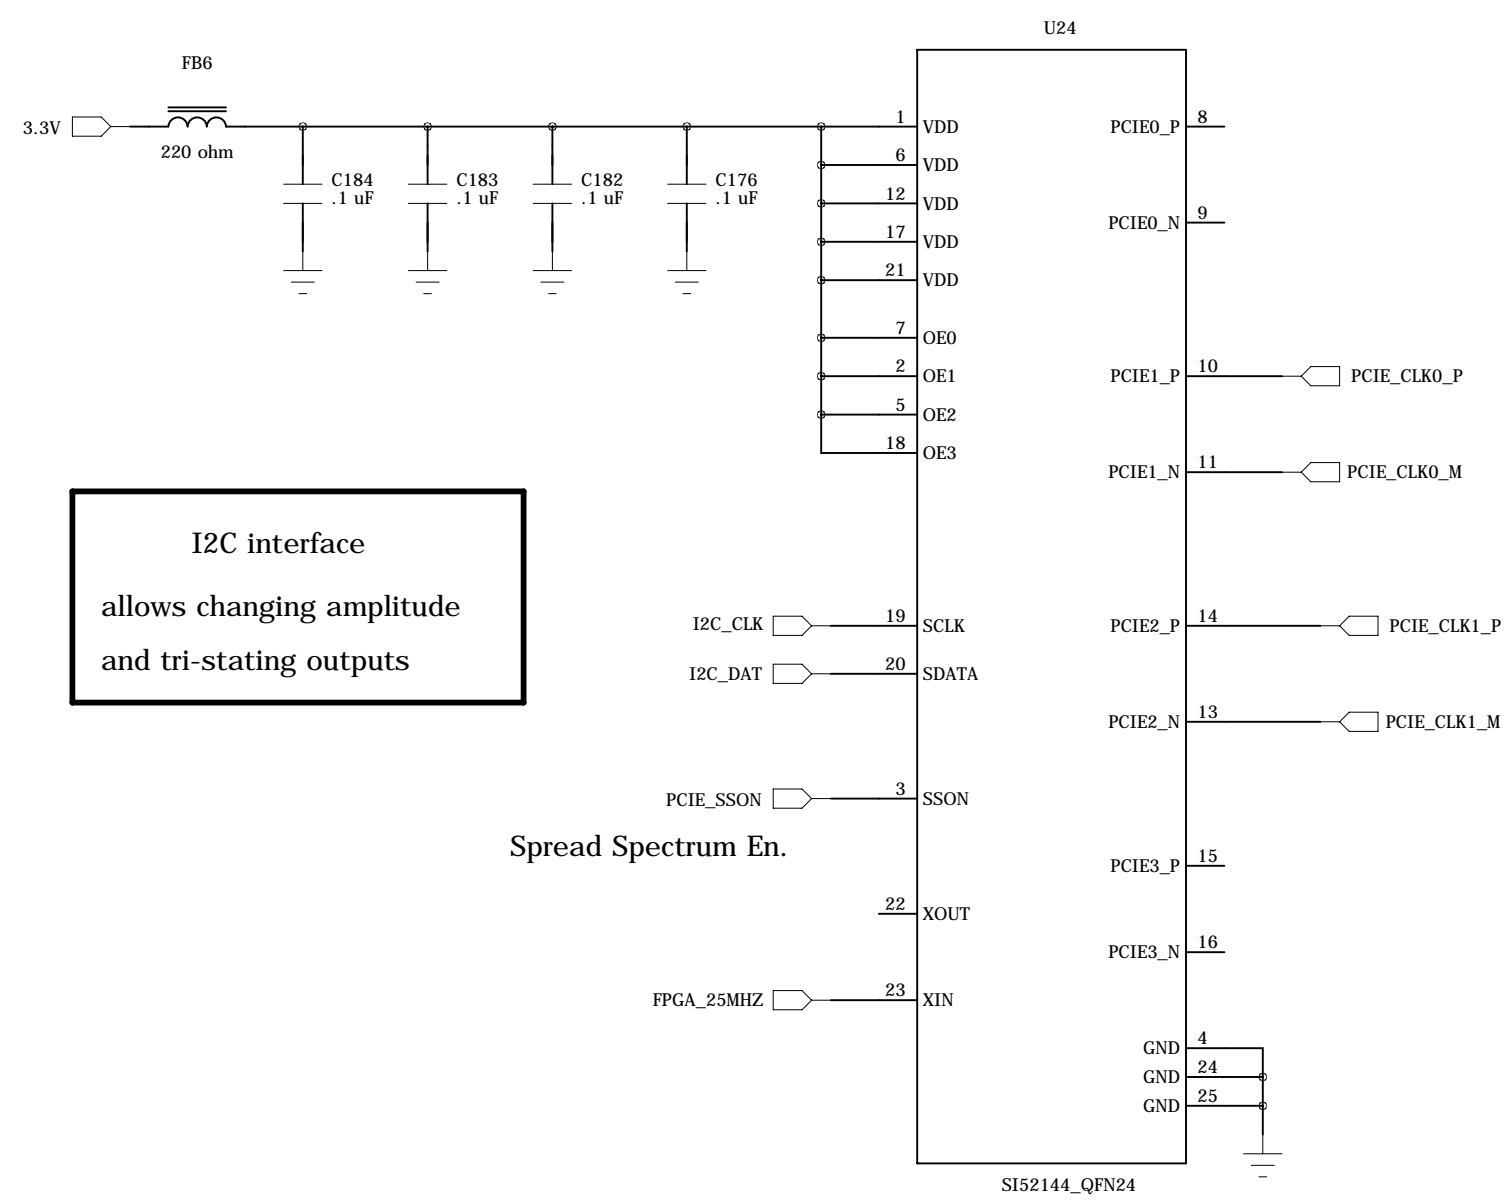 U24
FB6
3.3V
220 ohm
C184
.1 uF
C183
.1 uF
C182
.1 uF
C176
.1 uF
1 VDD
6 VDD
12 VDD
17 VDD
21 VDD
7 OE0
2 OE1
5 OE2
18 OE3
PCIE0_P 8
PCIE0_N 9
PCIE1_P 10 PCIE_CLK0_P
PCIE1_N 11 PCIE_CLK0_M
I2C interface
allows changing amplitude
and tri-stating outputs
I2C_CLK 19 SCLK
I2C_DAT 20 SDATA
PCIE2_P 14 PCIE_CLK1_P
PCIE2_N 13 PCIE_CLK1_M
PCIE_SSON 3 SSON
Spread Spectrum En.
PCIE3_P 15
22 XOUT
PCIE3_N 16
FPGA_25MHZ 23 XIN
GND 4
GND 24
GND 25
SI52144_QFN24